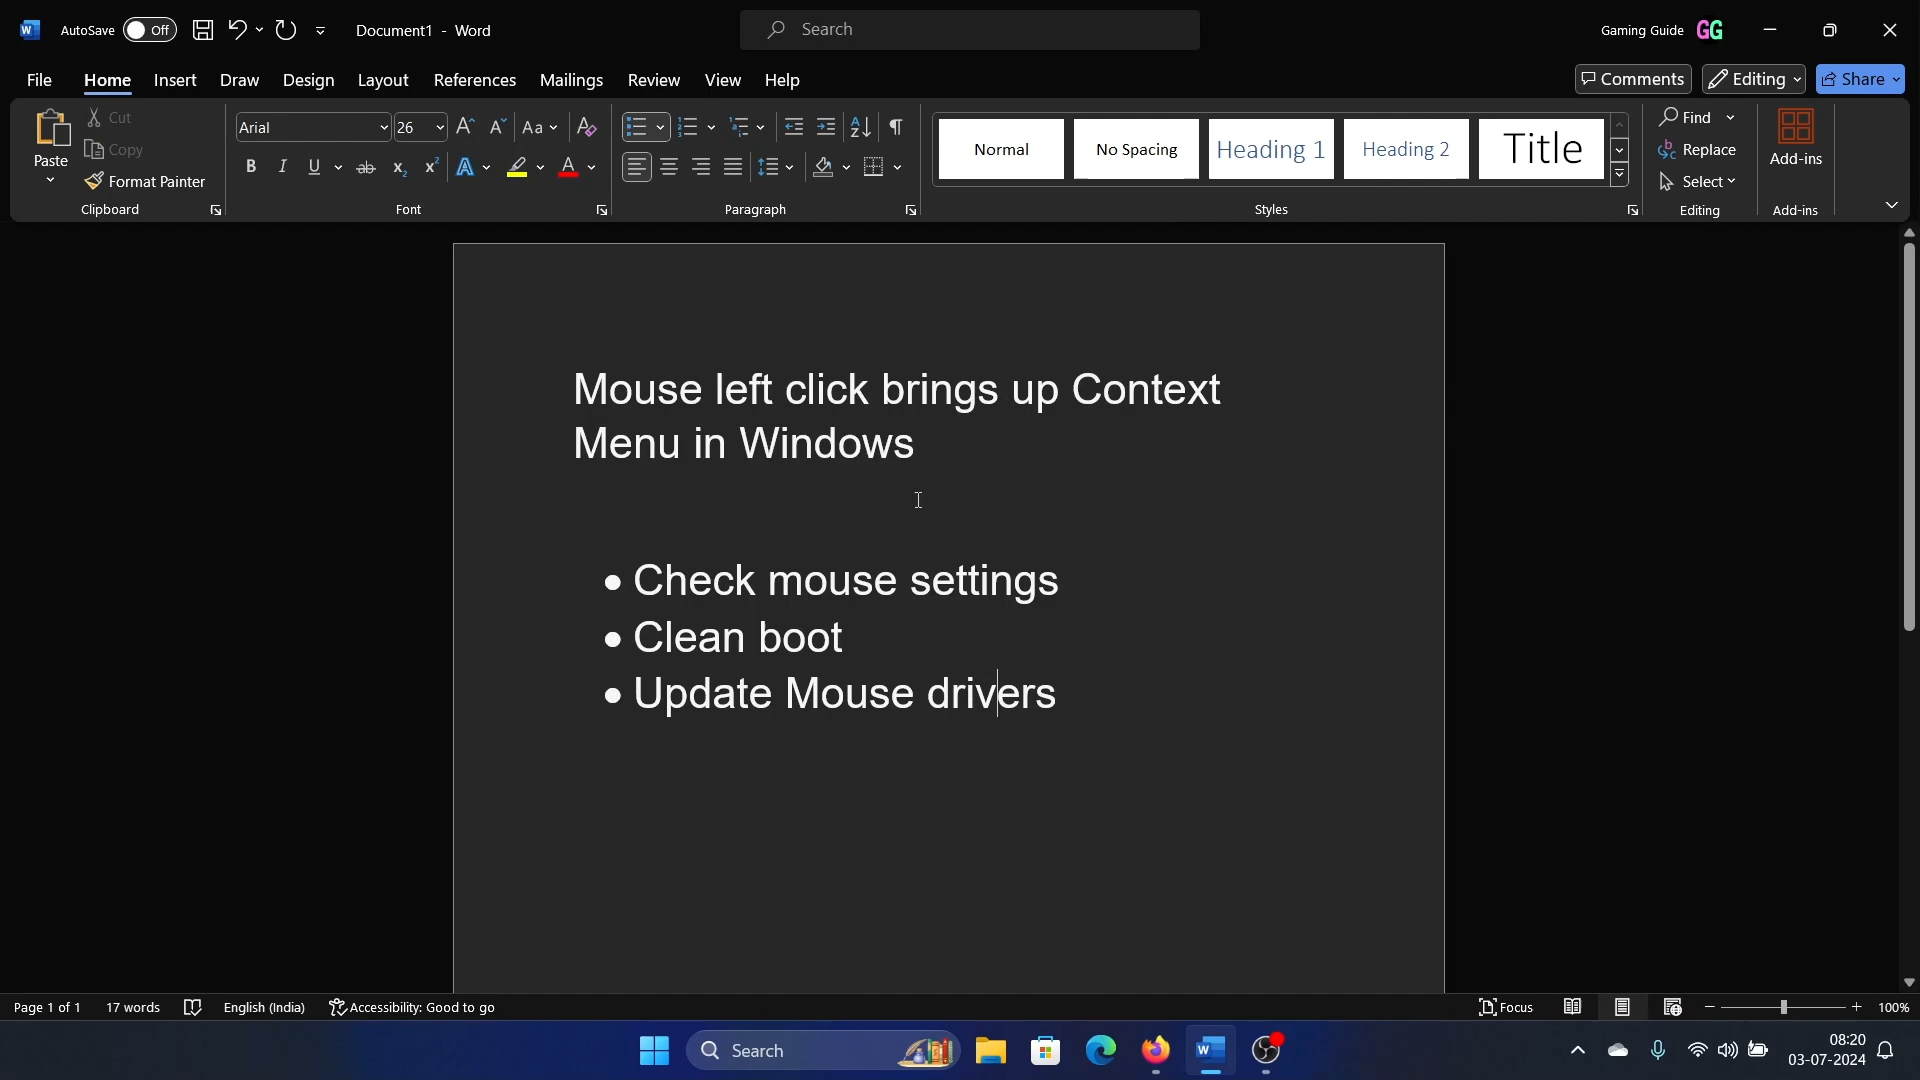 AutoSave Off Document1 - Word Search Gaming Guide GG
File Home Insert Draw Design Layout References Mailings Review View Help Comments Editing Share
Paste Cut Copy Format Painter
Clipboard
Arial 26 Aa
B I U ab x₂ x² A A
Font
Paragraph
Normal No Spacing Heading 1 Heading 2 Title
Styles
Find
Replace
Select
Editing
Add-ins
Add-ins
Mouse left click brings up Context
Menu in Windows
• Check mouse settings
• Clean boot
• Update Mouse drivers
Page 1 of 1 17 words English (India) Accessibility: Good to go Focus 100%
Search 08:20
03-07-2024